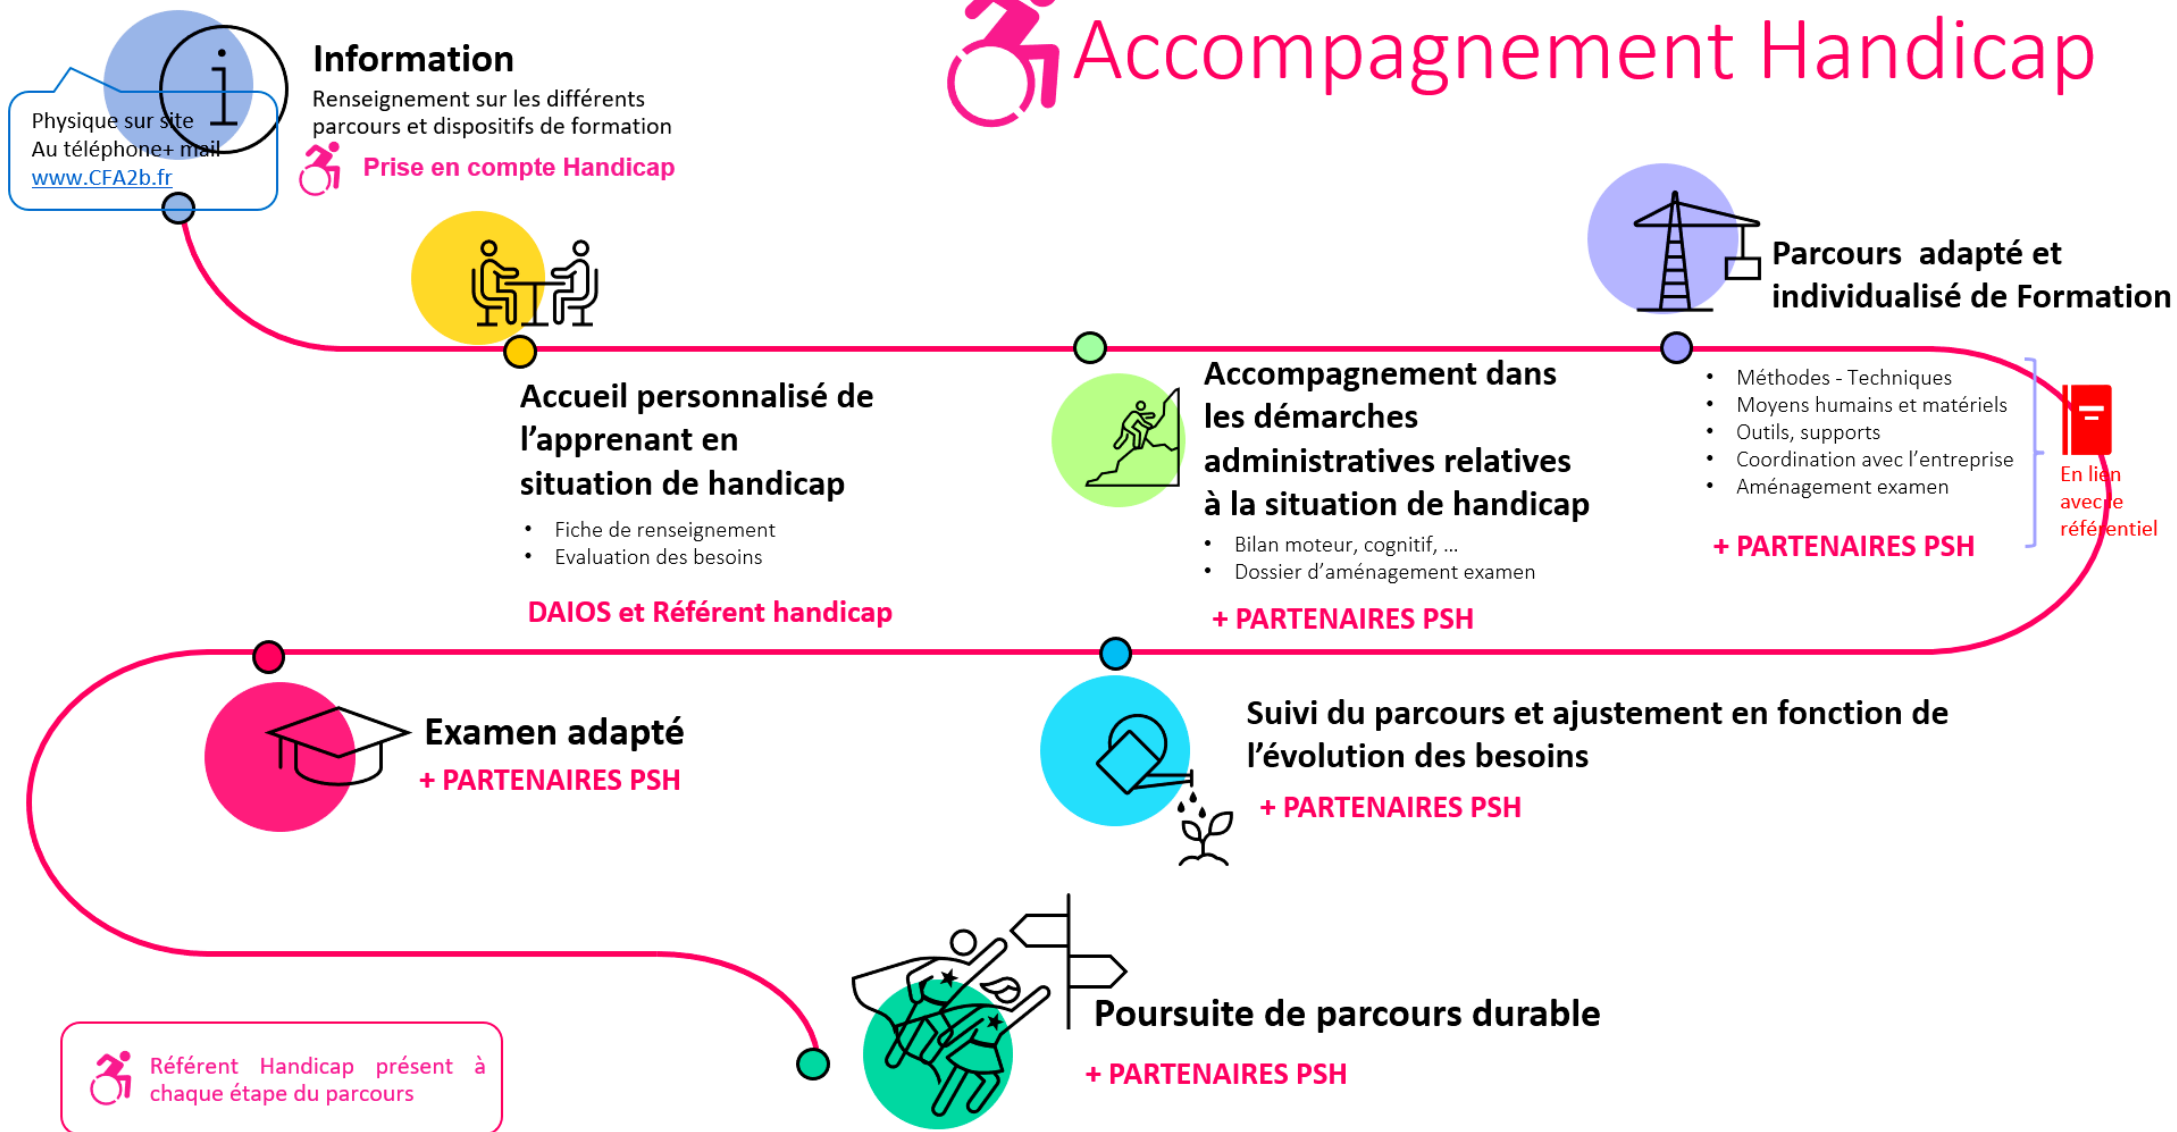 Accompagnement Handicap
Information
Renseignement sur les différents
parcours et dispositifs de formation
Prise en compte Handicap
Physique sur site
Au téléphone+ mail
www.CFA2b.fr
Accueil personnalisé de
l’apprenant en
situation de handicap
• Fiche de renseignement
• Evaluation des besoins
DAIOS et Référent handicap
Accompagnement dans
les démarches
administratives relatives
à la situation de handicap
• Bilan moteur, cognitif, ...
• Dossier d’aménagement examen
+ PARTENAIRES PSH
Parcours  adapté et
individualisé de Formation
• Méthodes - Techniques
• Moyens humains et matériels
• Outils, supports
• Coordination avec l’entreprise
• Aménagement examen
+ PARTENAIRES PSH
En lien
avec le
référentiel
Suivi du parcours et ajustement en fonction de
l’évolution des besoins
+ PARTENAIRES PSH
Examen adapté
+ PARTENAIRES PSH
Poursuite de parcours durable
+ PARTENAIRES PSH
Référent Handicap présent à
chaque étape du parcours